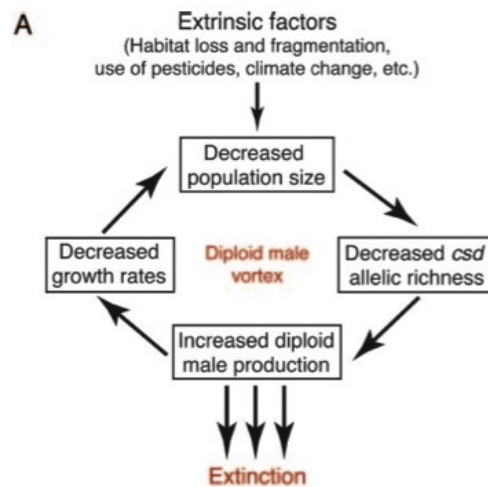 A
Extrinsic factors
(Habitat loss and fragmentation,
use of pesticides, climate change, etc.)
Decreased
population size
Decreased
growth rates
Diploid male
vortex
Decreased csd
allelic richness
Increased diploid
male production
Extinction